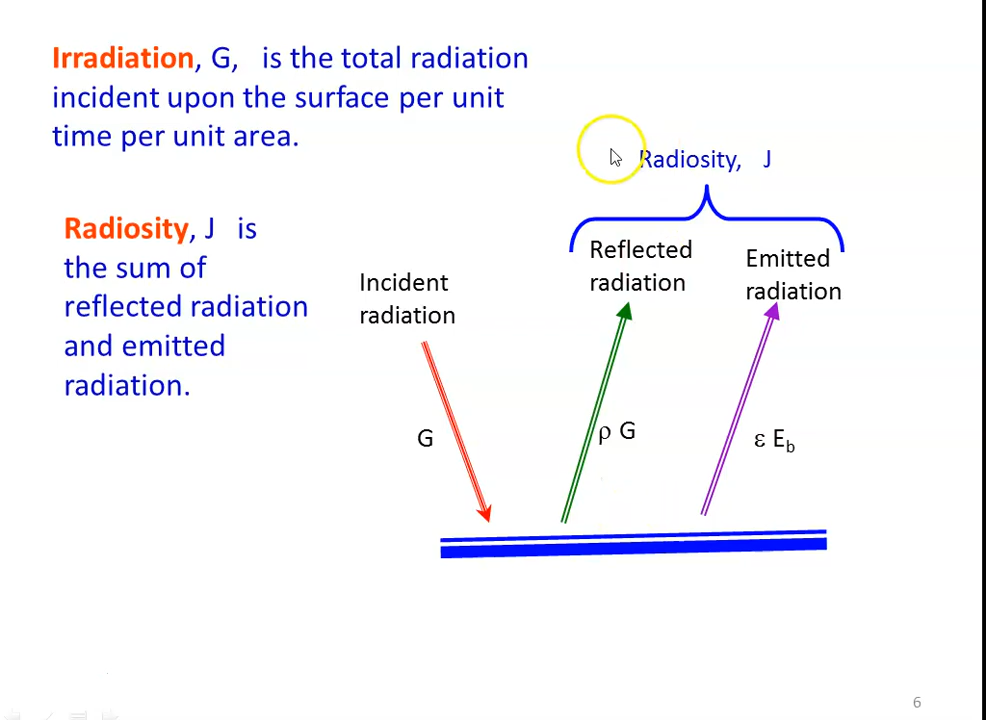 Irradiation, G, is the total radiation
incident upon the surface per unit
time per unit area.
Radiosity, J
Radiosity, J is
the sum of
reflected radiation
and emitted
radiation.
Incident
radiation
Reflected
radiation
Emitted
radiation
G
ρ G
ε E_b
6